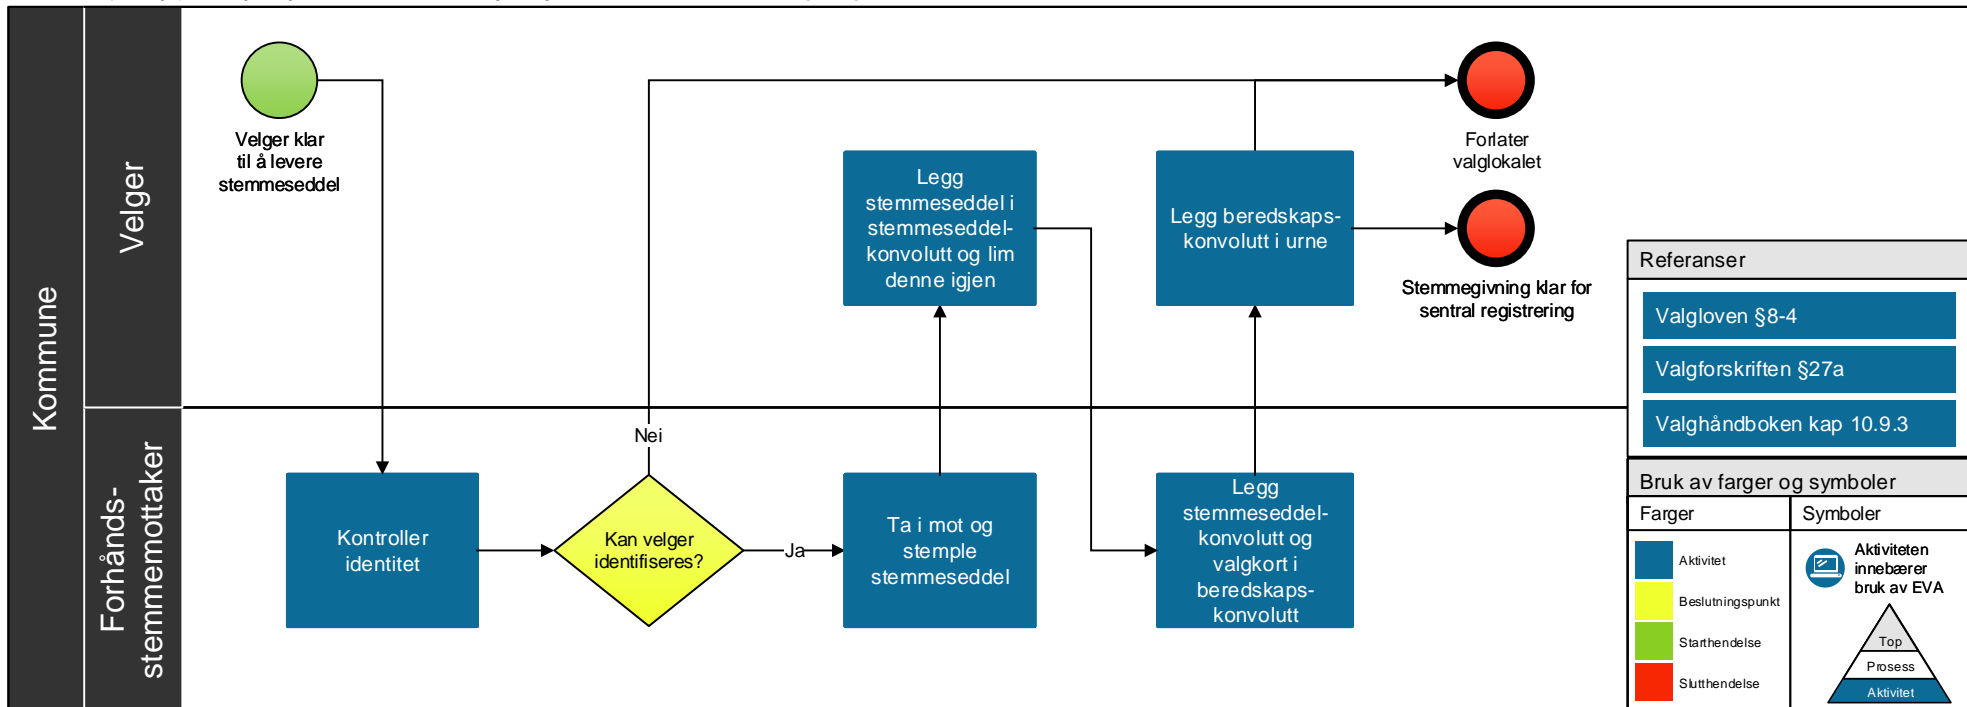 Kommune
Velger
Forhånds-
stemmemottaker
Velger klar
til å levere
stemmeseddel
Kontroller
identitet
Kan velger
identifiseres?
Nei
Ja
Ta i mot og
stemple
stemmeseddel
Legg
stemmeseddel i
stemmeseddel-
konvolutt og lim
denne igjen
Legg
stemmeseddel-
konvolutt og
valgkort i
beredskaps-
konvolutt
Legg beredskaps-
konvolutt i urne
Forlater
valglokalet
Stemmegivning klar for
sentral registrering
Referanser
Valgloven §8-4
Valgforskriften §27a
Valghåndboken kap 10.9.3
Bruk av farger og symboler
Farger
Symboler
Aktivitet
Beslutningspunkt
Starthendelse
Slutthendelse
Aktiviteten
innebærer
bruk av EVA
Top
Prosess
Aktivitet